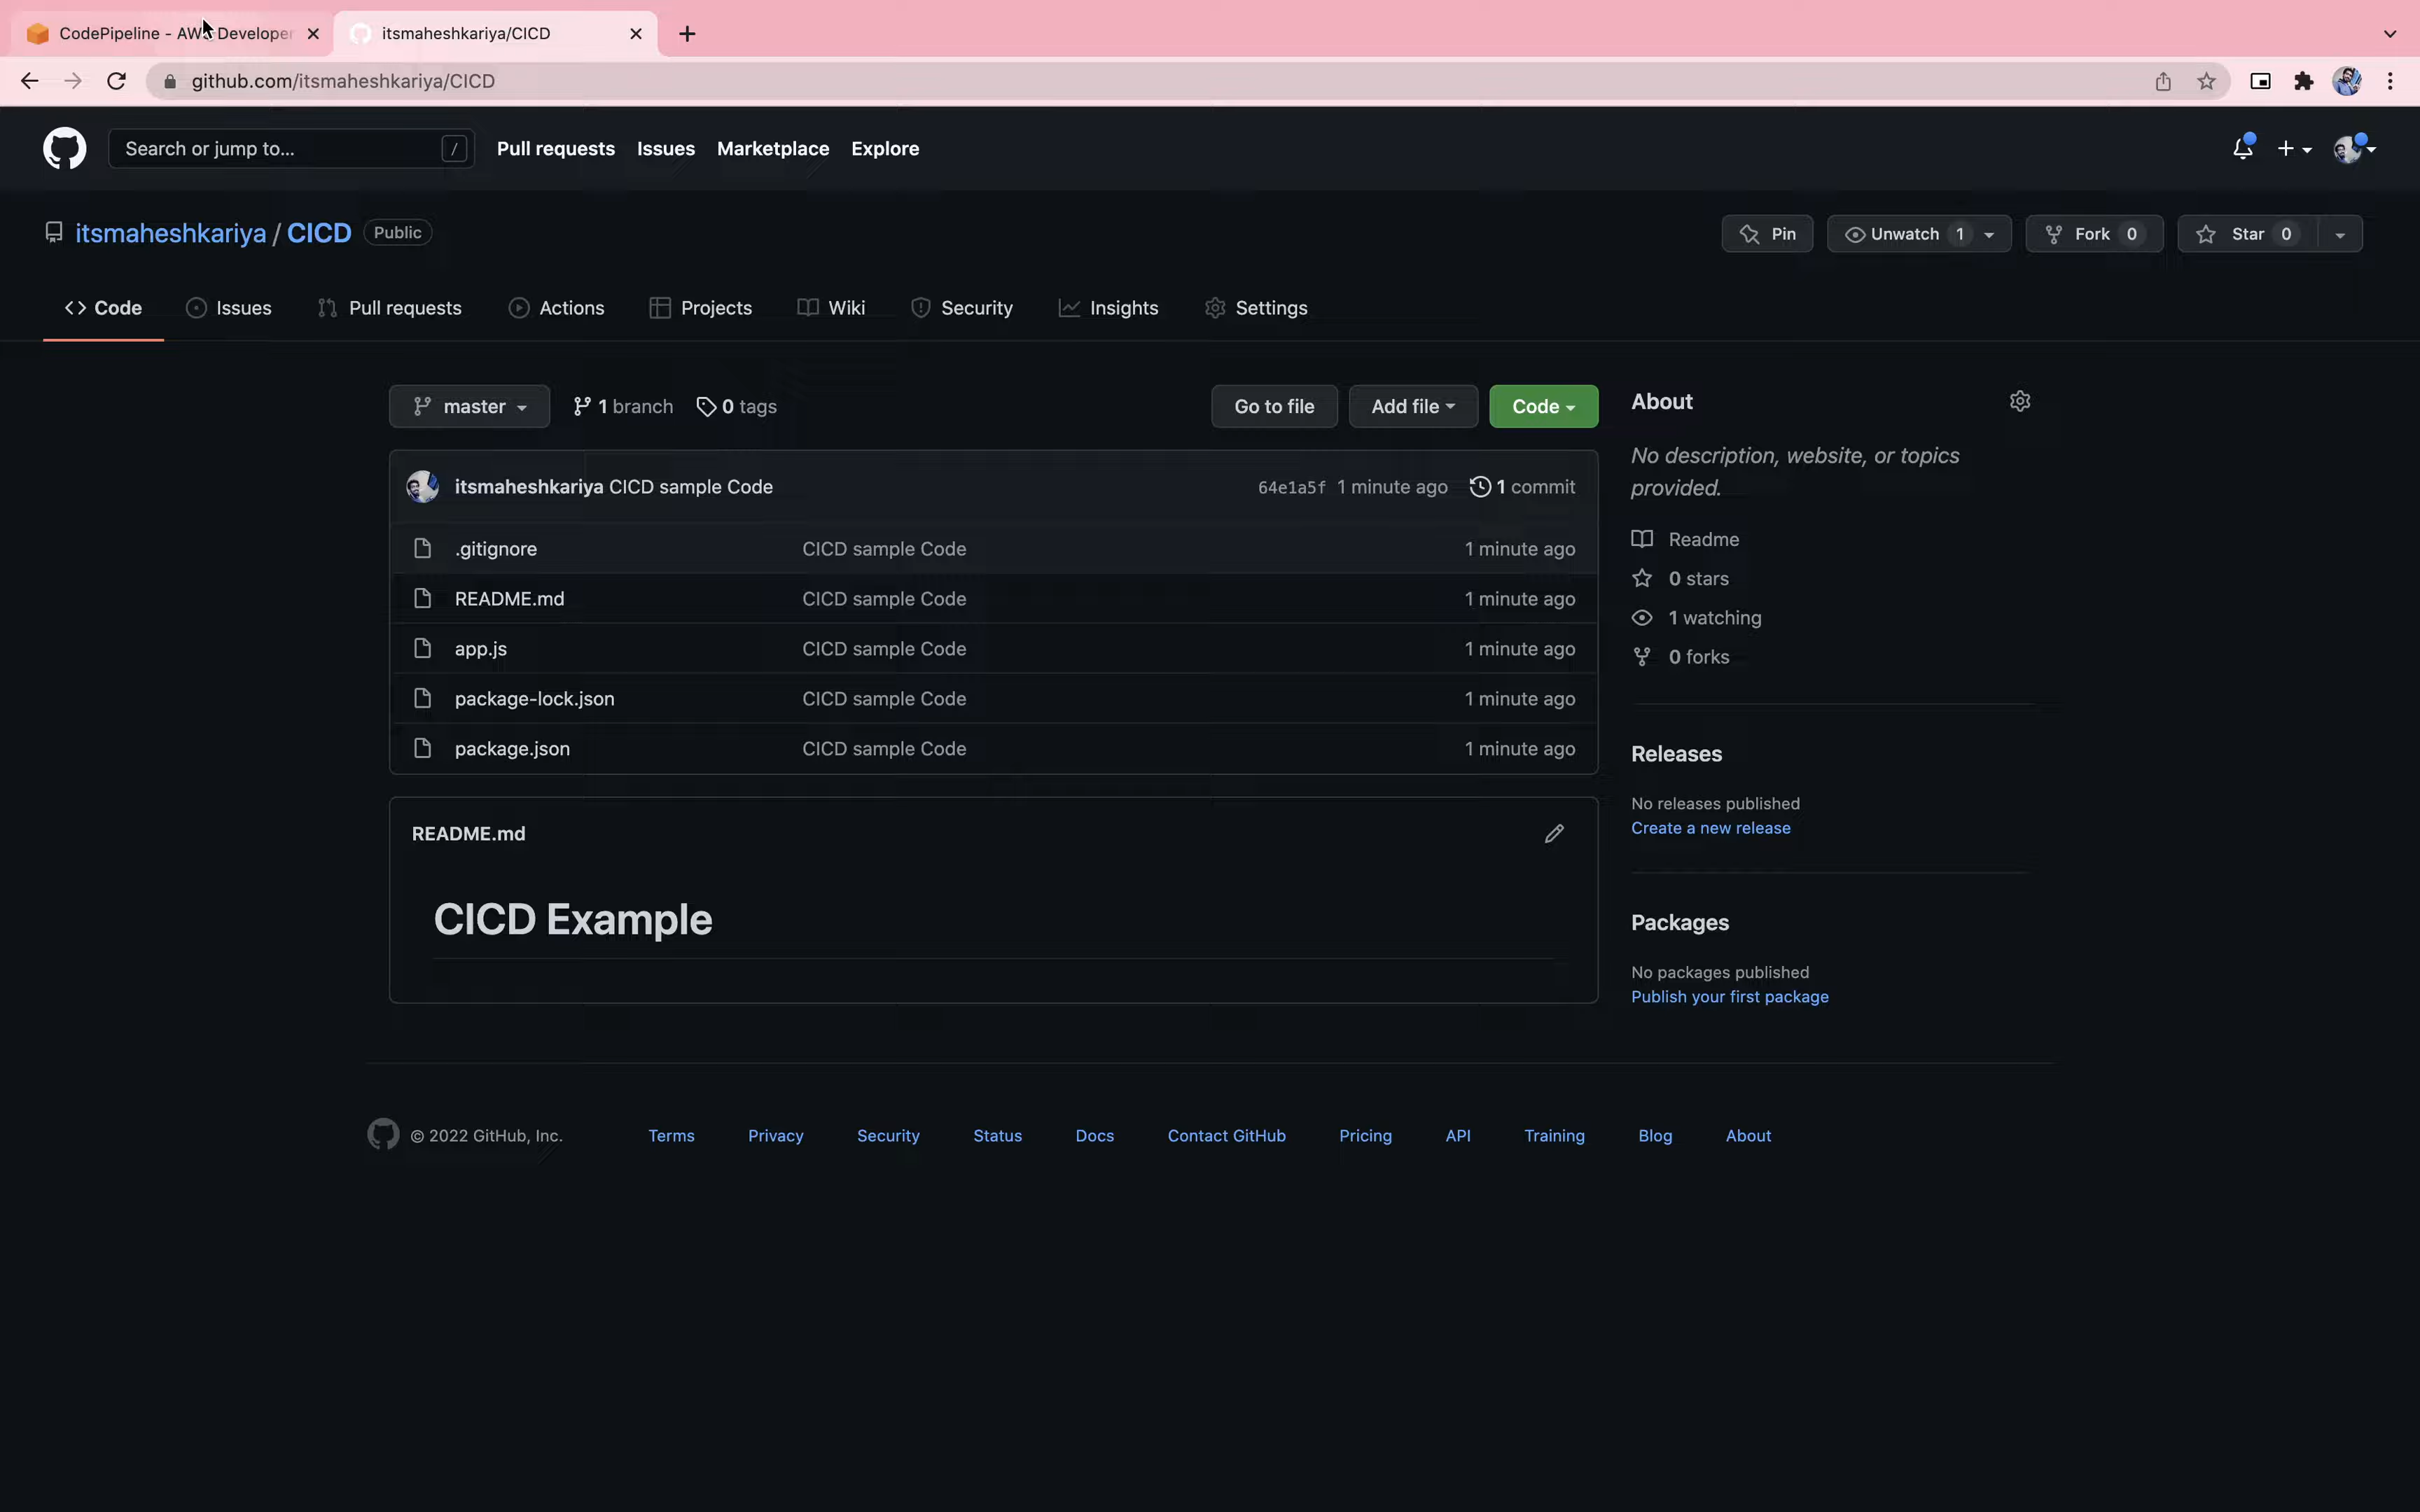 CodePipeline - AWS Developer
itsmaheshkariya/CICD
github.com/itsmaheshkariya/CICD
Search or jump to... /
Pull requests Issues Marketplace Explore
itsmaheshkariya / CICD Public
Pin Unwatch 1 Fork 0 Star 0
Code Issues Pull requests Actions Projects Wiki Security Insights Settings
master 1 branch 0 tags Go to file Add file Code
itsmaheshkariya CICD sample Code 64e1a5f 1 minute ago 1 commit
.gitignore CICD sample Code 1 minute ago
README.md CICD sample Code 1 minute ago
app.js CICD sample Code 1 minute ago
package-lock.json CICD sample Code 1 minute ago
package.json CICD sample Code 1 minute ago
README.md
CICD Example
About
No description, website, or topics
provided.
Readme
0 stars
1 watching
0 forks
Releases
No releases published
Create a new release
Packages
No packages published
Publish your first package
© 2022 GitHub, Inc. Terms Privacy Security Status Docs Contact GitHub Pricing API Training Blog About